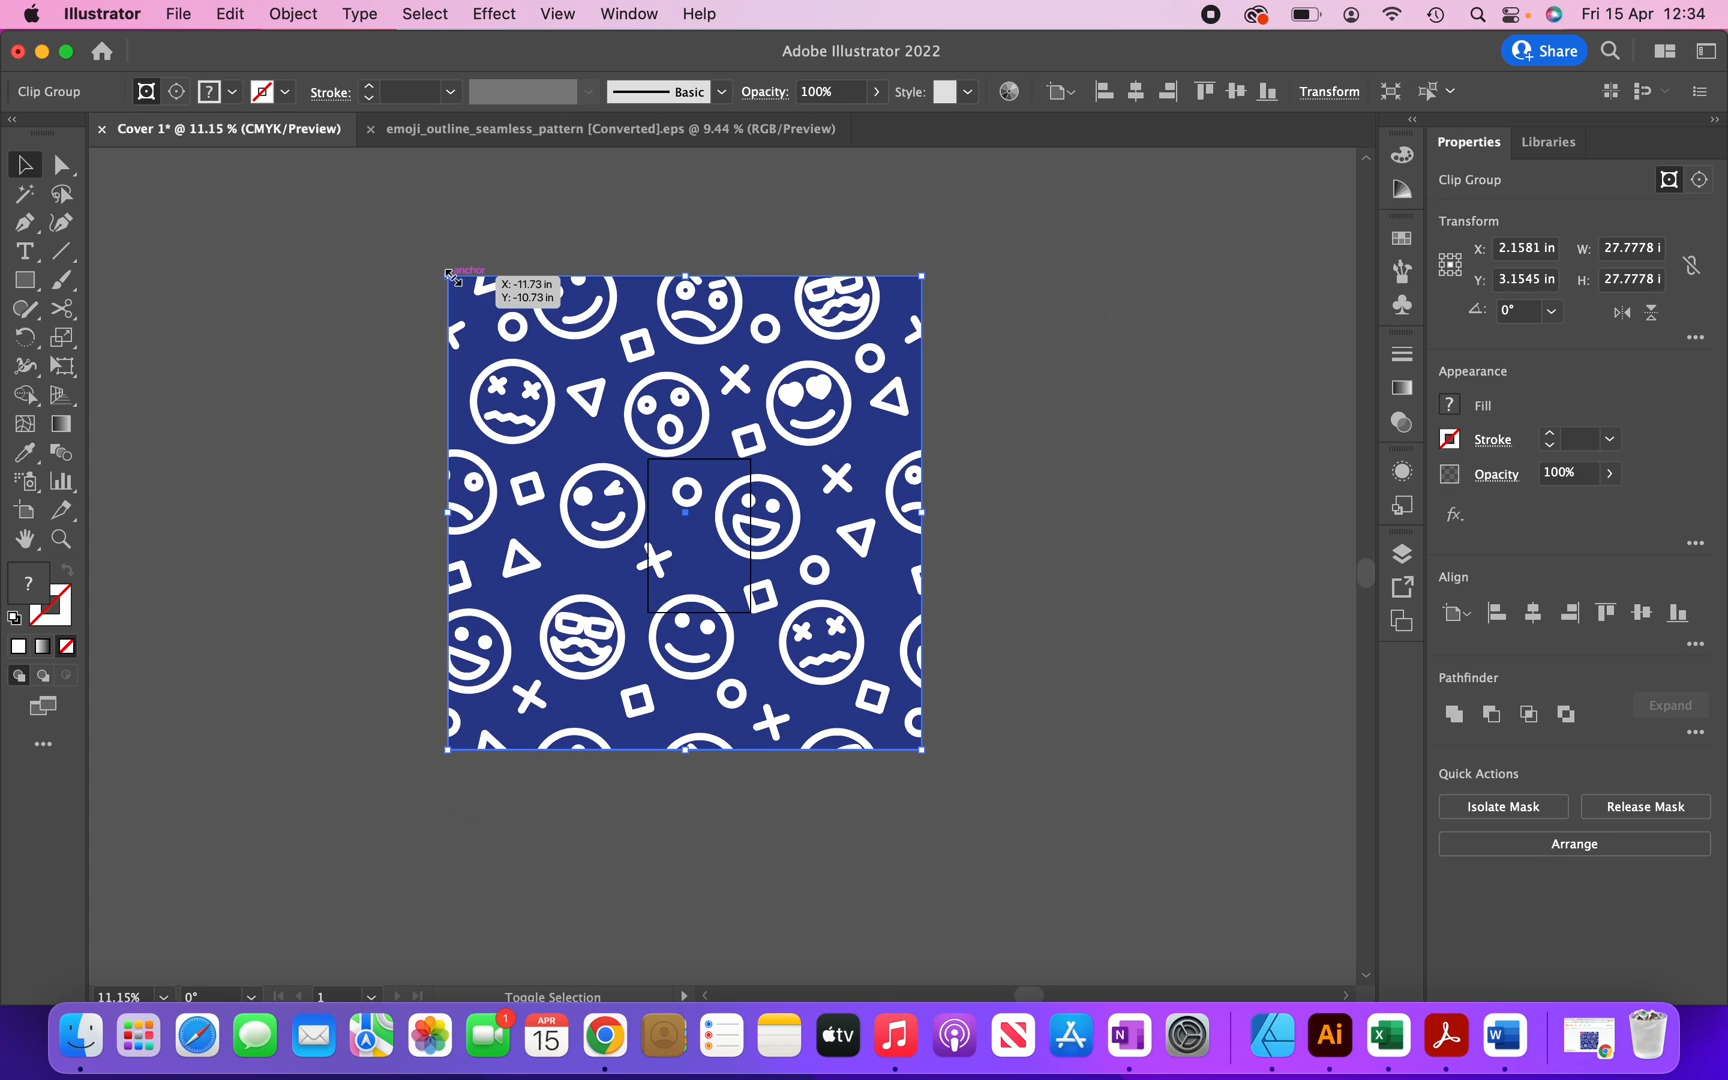 Illustrator File Edit Object Type Select Effect View Window Help Fri 15 Apr 12:34
Adobe Illustrator 2022
Share
Clip Group ? Stroke: Basic Opacity: 100% Style: Transform
Cover 1* @ 11.15 % (CMYK/Preview) emoji_outline_seamless_pattern [Converted].eps @ 9.44 % (RGB/Preview)
Properties Libraries
Clip Group
Transform
X: 2.1581 in W: 27.7778 i
Y: 3.1545 in H: 27.7778 i
0°
anchor
X: -11.73 in
Y: -10.73 in
Appearance
? Fill
Stroke
Opacity 100%
fx.
Align
Pathfinder
Expand
Quick Actions
Isolate Mask Release Mask
Arrange
?
11.15% 0° 1 Toggle Selection
1
APR
15
tv
N
Ai
X
W